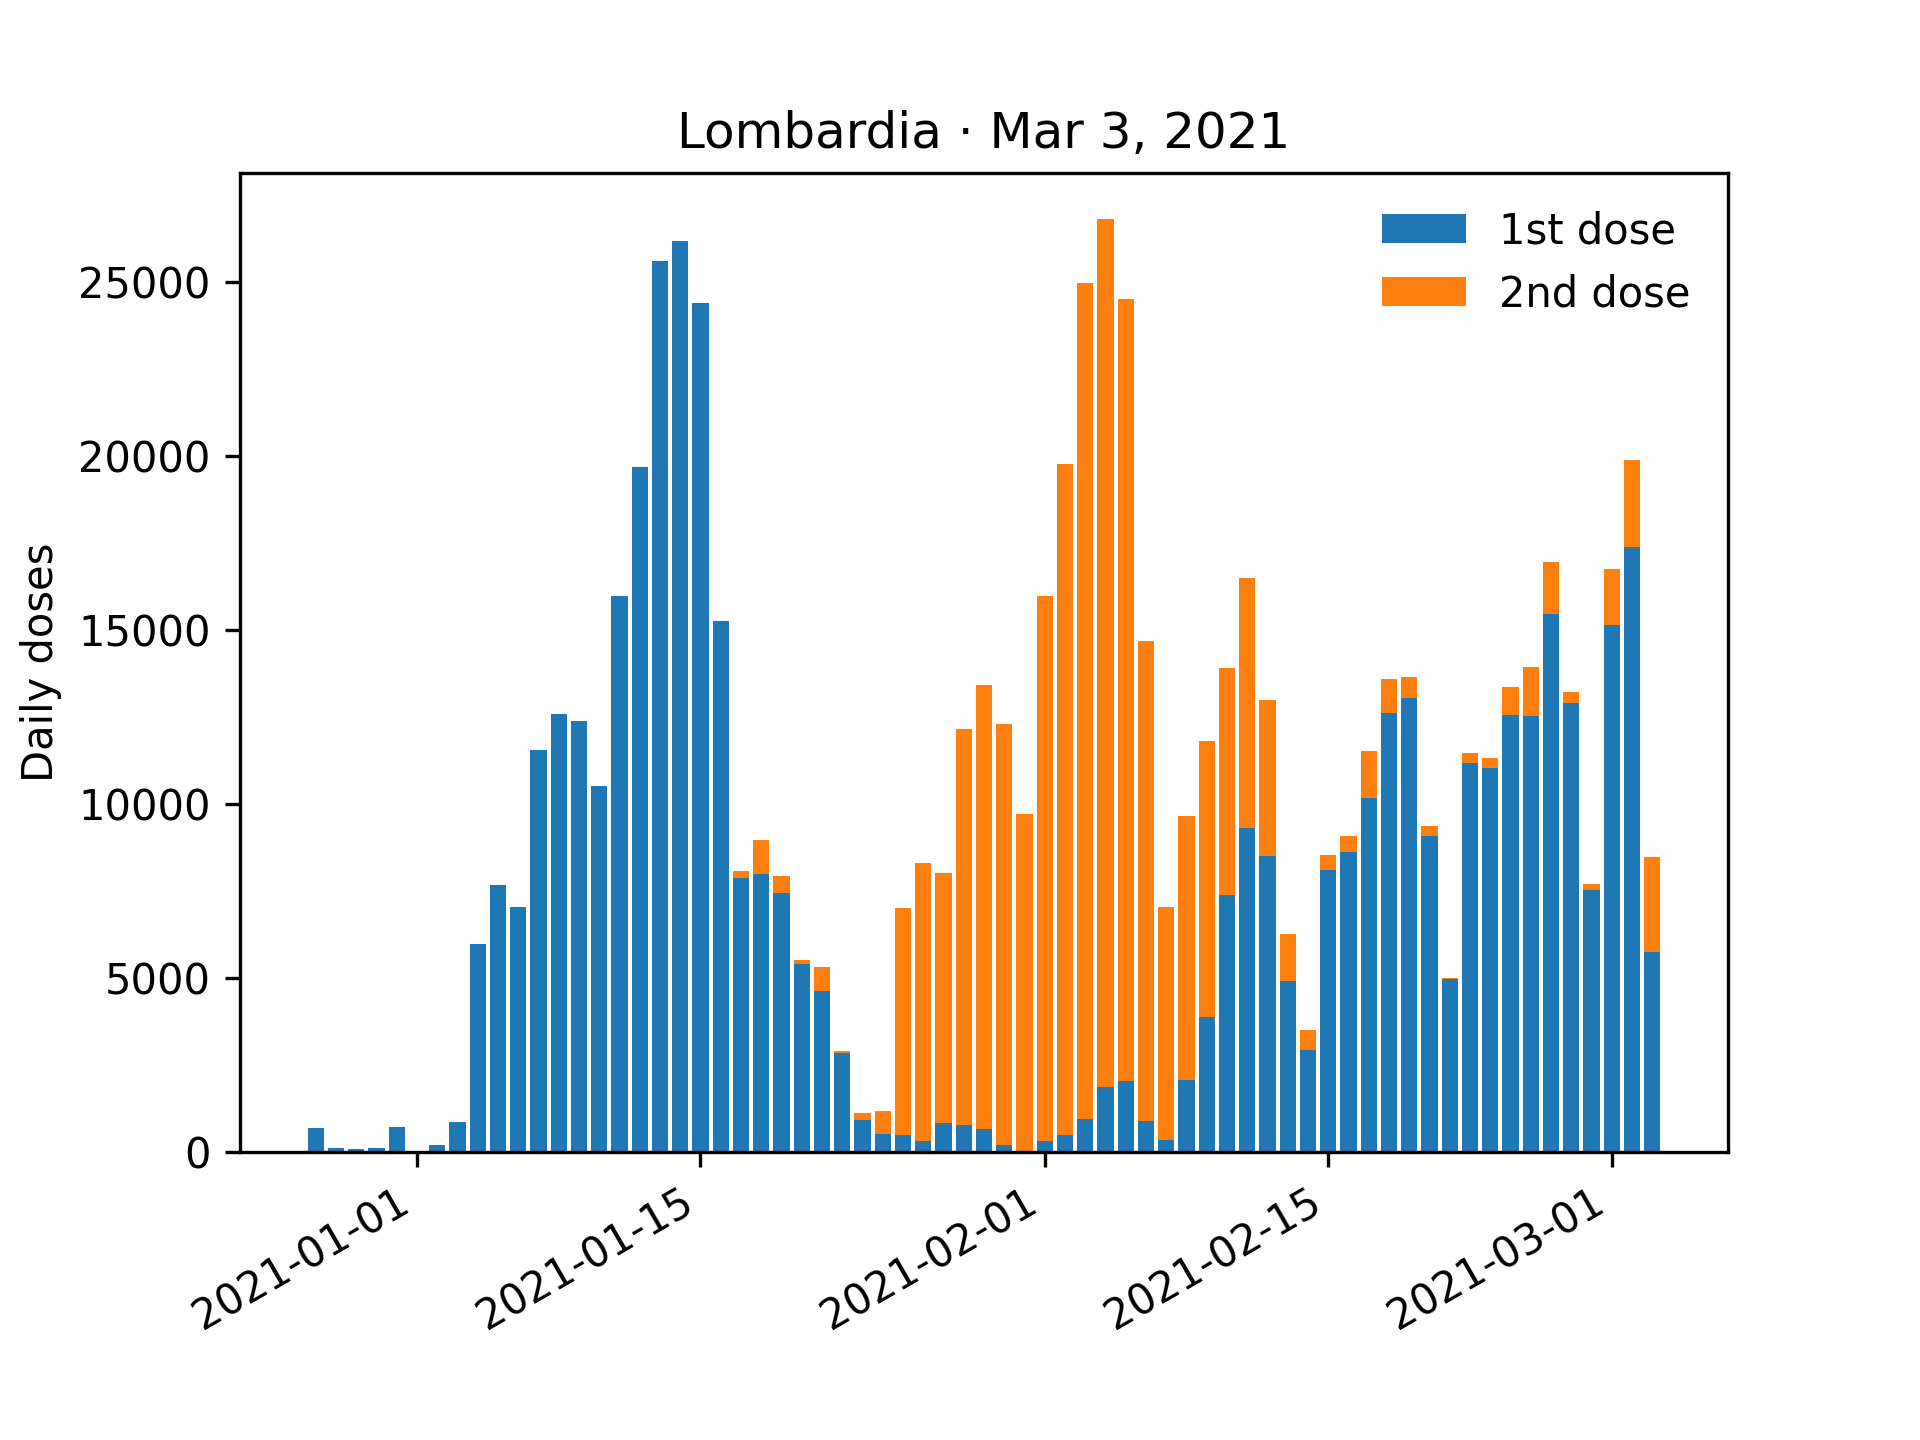 Lombardia · Mar 3, 2021
1st dose
2nd dose
Daily doses
25000
20000
15000
10000
5000
0
2021-01-01
2021-01-15
2021-02-01
2021-02-15
2021-03-01